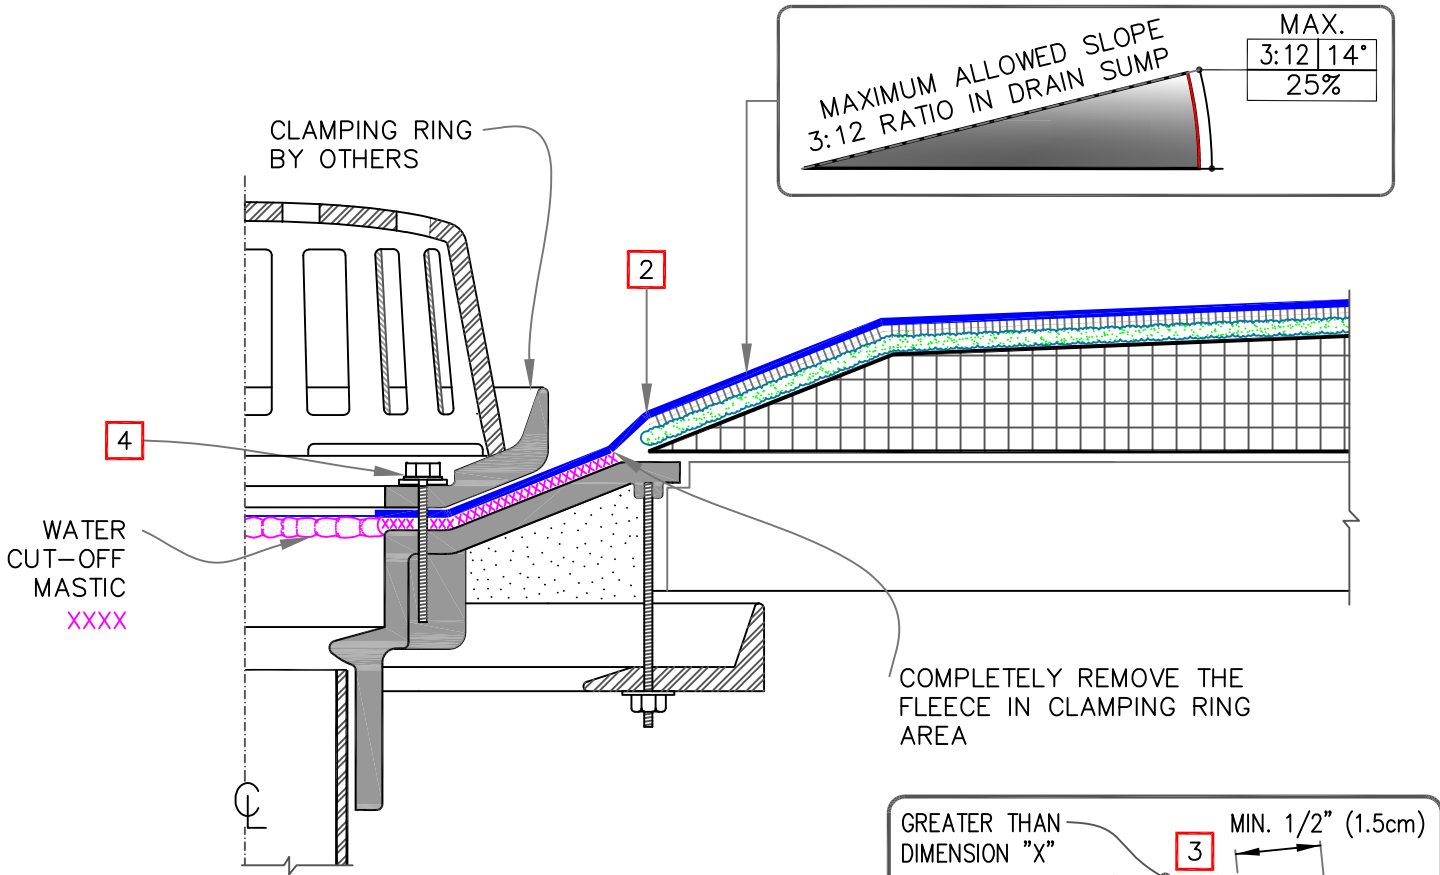 MAXIMUM ALLOWED SLOPE
3:12 RATIO IN DRAIN SUMP
MAX.
3:12 14°
25%
CLAMPING RING
BY OTHERS
2
4
WATER
CUT-OFF
MASTIC
XXXX
COMPLETELY REMOVE THE
FLEECE IN CLAMPING RING
AREA
GREATER THAN
DIMENSION "X"
3
MIN. 1/2" (1.5cm)